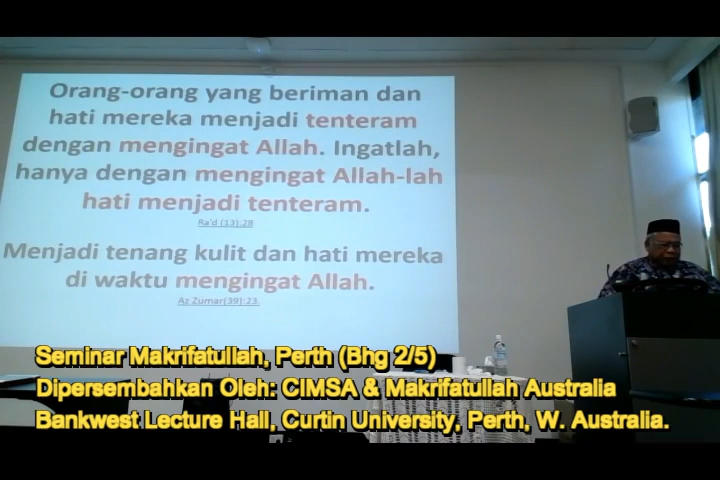 Orang-orang yang beriman dan
hati mereka menjadi tenteram
dengan mengingat Allah. Ingatlah,
hanya dengan mengingat Allah-lah
hati menjadi tenteram.
Ra'd (13):28
Menjadi tenang kulit dan hati mereka
di waktu mengingat Allah.
Az Zumar(39):23.
Seminar Makrifatullah, Perth (Bhg 2/5)
Dipersembahkan Oleh: CIMSA & Makrifatullah Australia
Bankwest Lecture Hall, Curtin University, Perth, W. Australia.